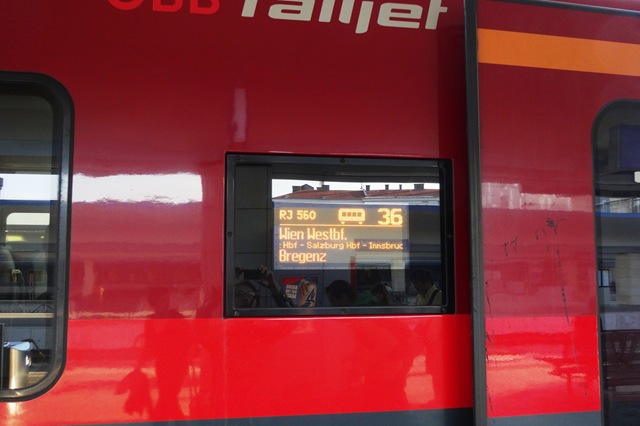 ÖBB railjet
RJ 560 36
Wien Westbf.
Hbf - Salzburg Hbf - Innsbruc
Bregenz